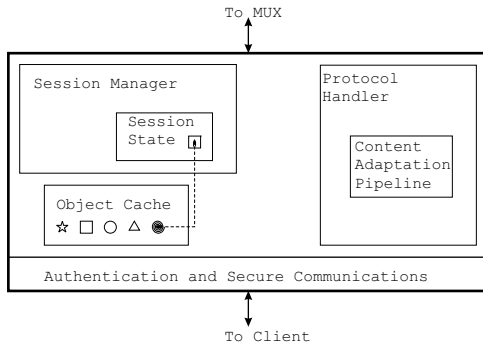 To MUX
Session Manager
Session
State
Object Cache
Protocol
Handler
Content
Adaptation
Pipeline
Authentication and Secure Communications
To Client